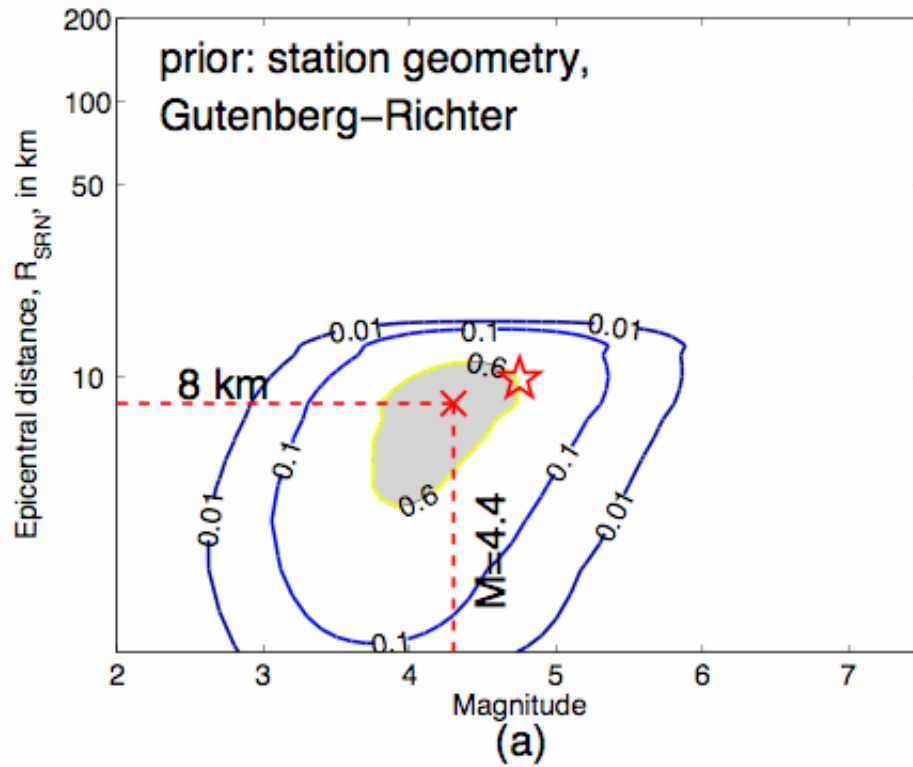 200
prior: station geometry,
Gutenberg−Richter
100
50
Epicentral distance, R_SRN, in km
0.01
0.1
0.01
0.6
10
8 km
0.1
0.1
0.6
0.01
0.01
M=4.4
0.1
2 3 4 5 6 7
Magnitude
(a)